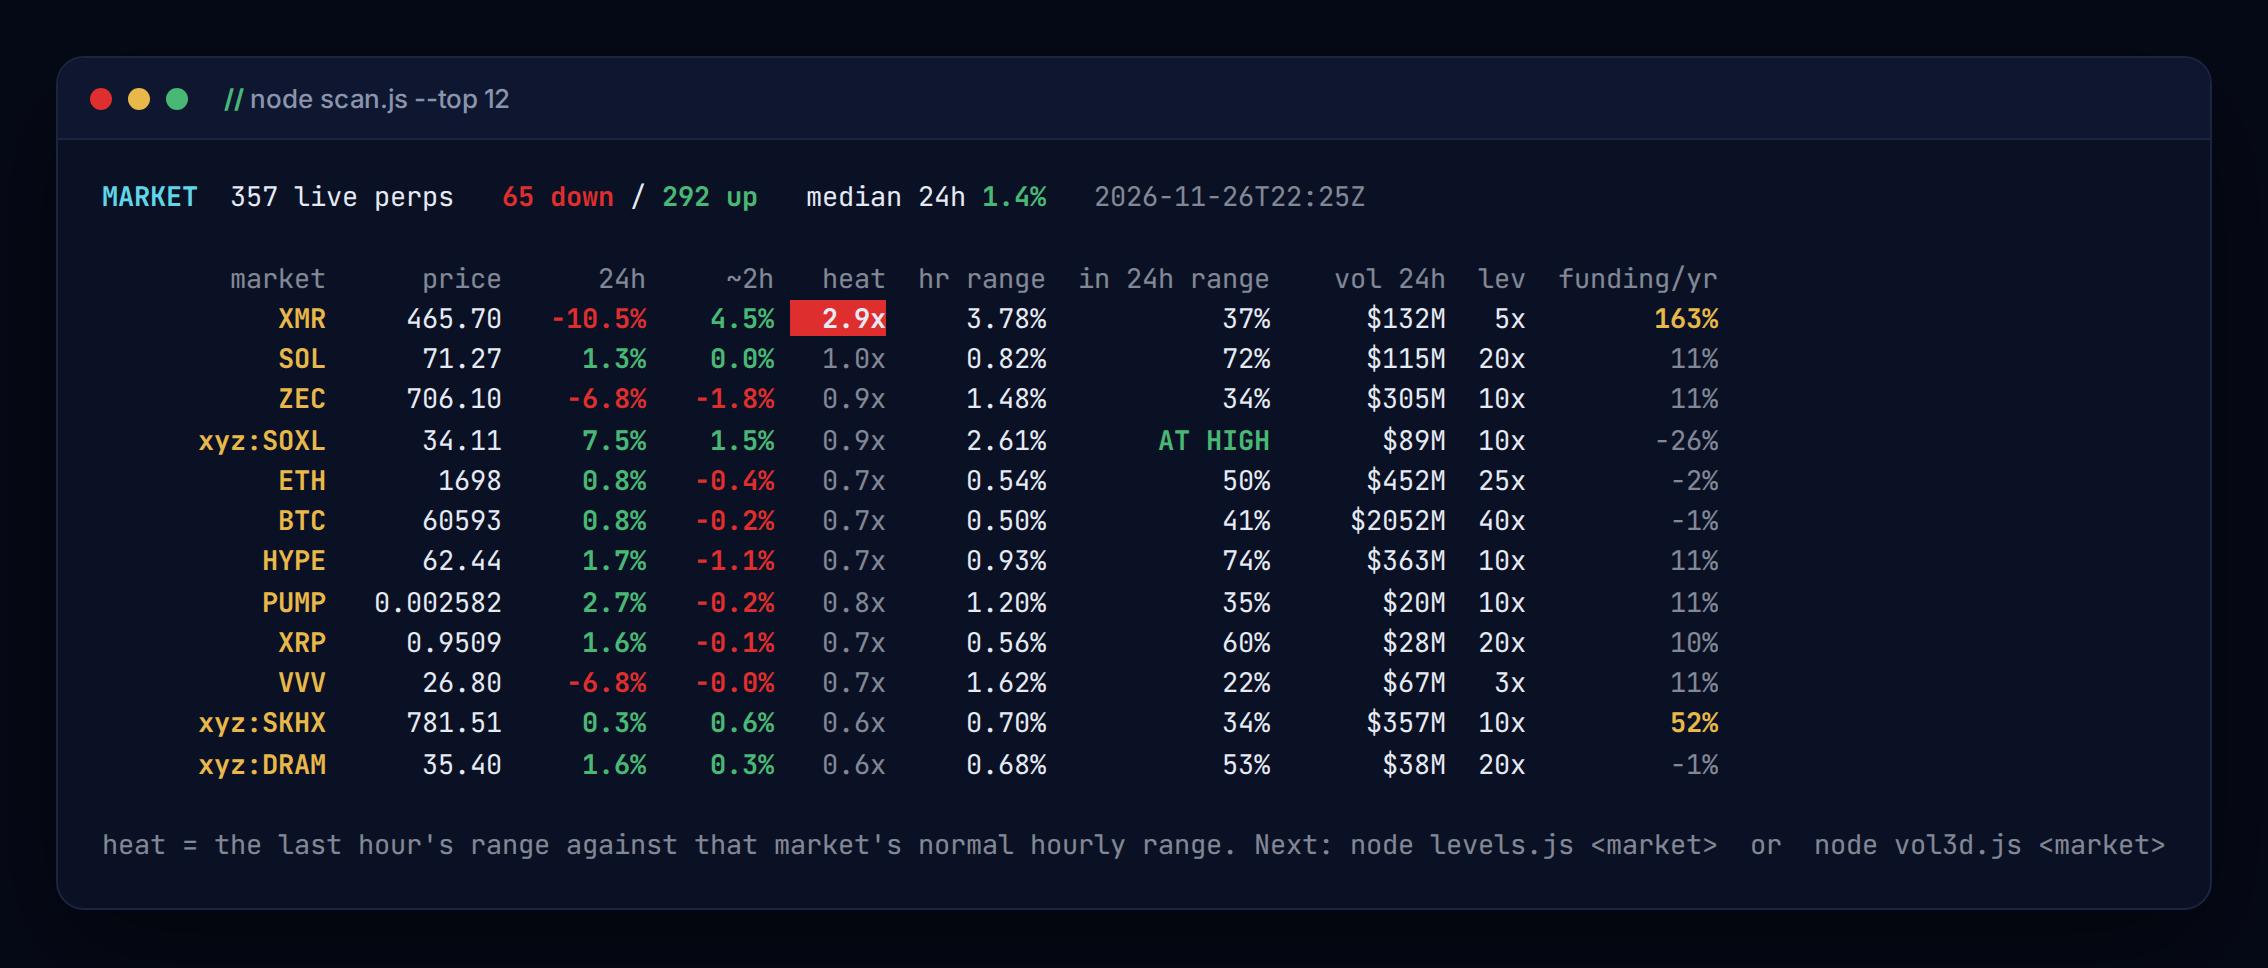 // node scan.js --top 12
MARKET 357 live perps 65 down / 292 up median 24h 1.4% 2026-11-26T22:25Z
market price 24h ~2h heat hr range in 24h range vol 24h lev funding/yr
XMR 465.70 -10.5% 4.5% 2.9x 3.78% 37% $132M 5x 163%
SOL 71.27 1.3% 0.0% 1.0x 0.82% 72% $115M 20x 11%
ZEC 706.10 -6.8% -1.8% 0.9x 1.48% 34% $305M 10x 11%
xyz:SOXL 34.11 7.5% 1.5% 0.9x 2.61% AT HIGH $89M 10x -26%
ETH 1698 0.8% -0.4% 0.7x 0.54% 50% $452M 25x -2%
BTC 60593 0.8% -0.2% 0.7x 0.50% 41% $2052M 40x -1%
HYPE 62.44 1.7% -1.1% 0.7x 0.93% 74% $363M 10x 11%
PUMP 0.002582 2.7% -0.2% 0.8x 1.20% 35% $20M 10x 11%
XRP 0.9509 1.6% -0.1% 0.7x 0.56% 60% $28M 20x 10%
VVV 26.80 -6.8% -0.0% 0.7x 1.62% 22% $67M 3x 11%
xyz:SKHX 781.51 0.3% 0.6% 0.6x 0.70% 34% $357M 10x 52%
xyz:DRAM 35.40 1.6% 0.3% 0.6x 0.68% 53% $38M 20x -1%
heat = the last hour's range against that market's normal hourly range. Next: node levels.js <market> or node vol3d.js <market>